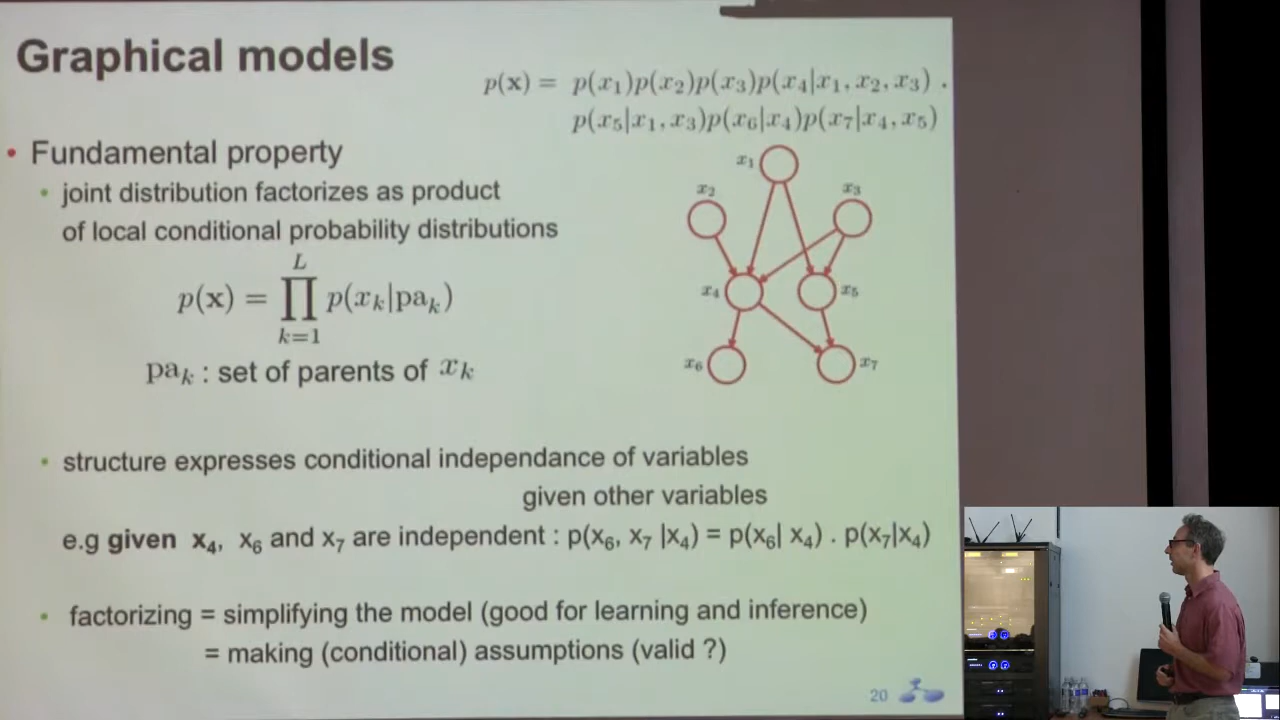 Graphical models
p(x) = p(x₁)p(x₂)p(x₃)p(x₄|x₁, x₂, x₃) .
p(x₅|x₁, x₃)p(x₆|x₄)p(x₇|x₄, x₅)
• Fundamental property
• joint distribution factorizes as product
of local conditional probability distributions
p(x) = ∏ₖ₌₁ᴸ p(xₖ|paₖ)
paₖ : set of parents of xₖ
x₁
x₂ x₃
x₄ x₅
x₆ x₇
• structure expresses conditional independance of variables
given other variables
e.g given x₄, x₆ and x₇ are independent : p(x₆, x₇ |x₄) = p(x₆| x₄) . p(x₇|x₄)
• factorizing = simplifying the model (good for learning and inference)
= making (conditional) assumptions (valid ?)
20